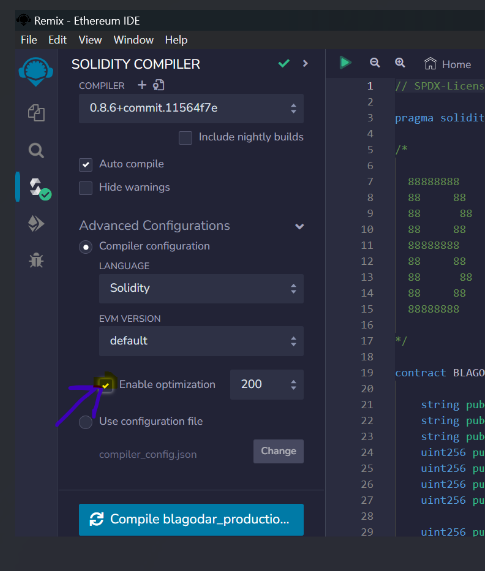 Remix - Ethereum IDE
File Edit View Window Help
SOLIDITY COMPILER
Home
COMPILER
0.8.6+commit.11564f7e
Include nightly builds
Auto compile
Hide warnings
Advanced Configurations
Compiler configuration
LANGUAGE
Solidity
EVM VERSION
default
Enable optimization 200
Use configuration file
compiler_config.json Change
Compile blagodar_productio...
1 // SPDX-Licens
2
3 pragma solidit
4
5 /*
6
7 88888888
8 88 88
9 88 88
10 88 88
11 88888888
12 88 88
13 88 88
14 88 88
15 88888888
16
17 */
18
19 contract BLAGO
20
21 string pub
22 string pub
23 string pub
24 uint256 pu
25 uint256 pu
26 uint256 pu
27 uint256 pu
28
29 uint256 pu